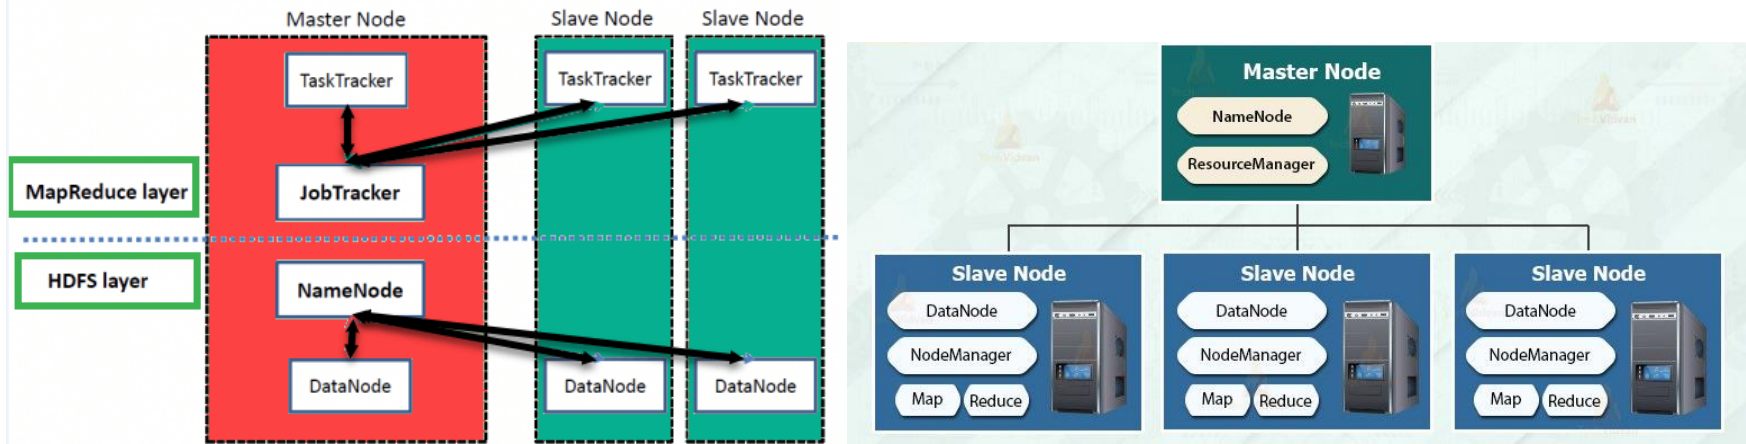 Master Node
Slave Node
Slave Node
TaskTracker
TaskTracker
TaskTracker
MapReduce layer
JobTracker
HDFS layer
NameNode
DataNode
DataNode
DataNode
Master Node
NameNode
ResourceManager
Slave Node
DataNode
NodeManager
Map
Reduce
Slave Node
DataNode
NodeManager
Map
Reduce
Slave Node
DataNode
NodeManager
Map
Reduce